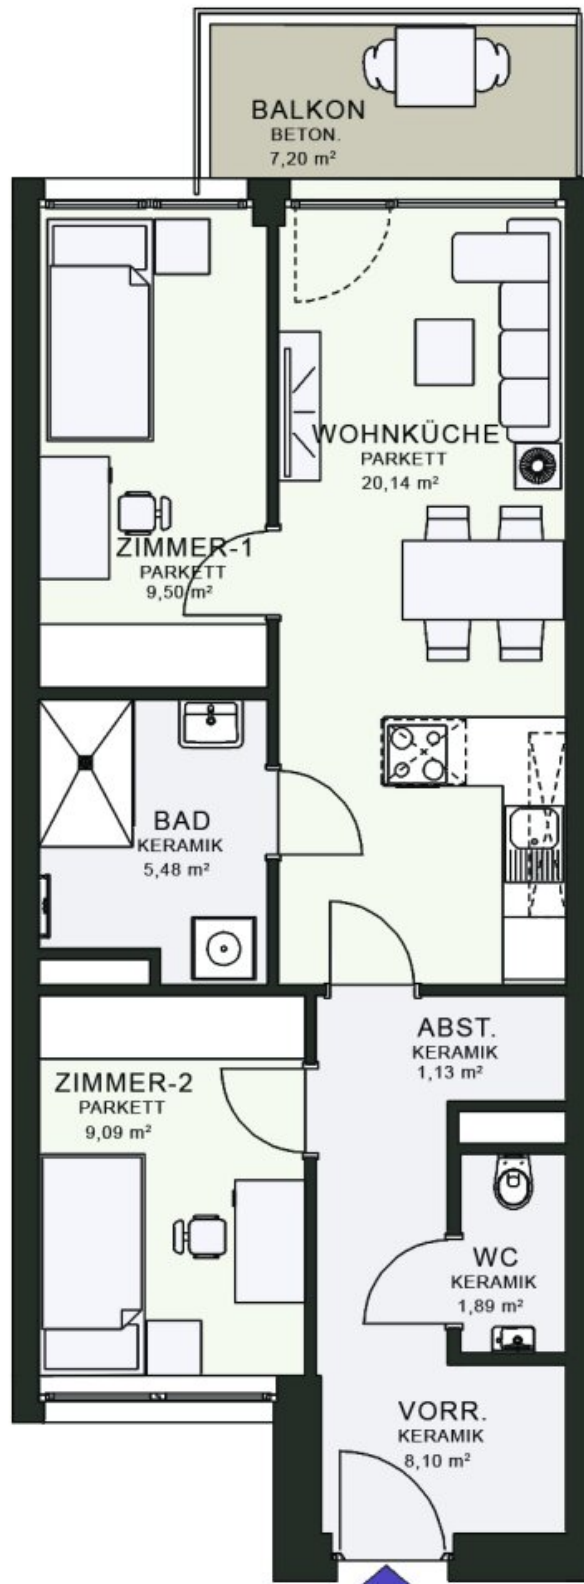 BALKON
BETON.
7,20 m²
WOHNKÜCHE
PARKETT
20,14 m²
ZIMMER-1
PARKETT
9,50 m²
BAD
KERAMIK
5,48 m²
ABST.
KERAMIK
1,13 m²
ZIMMER-2
PARKETT
9,09 m²
WC
KERAMIK
1,89 m²
VORR.
KERAMIK
8,10 m²